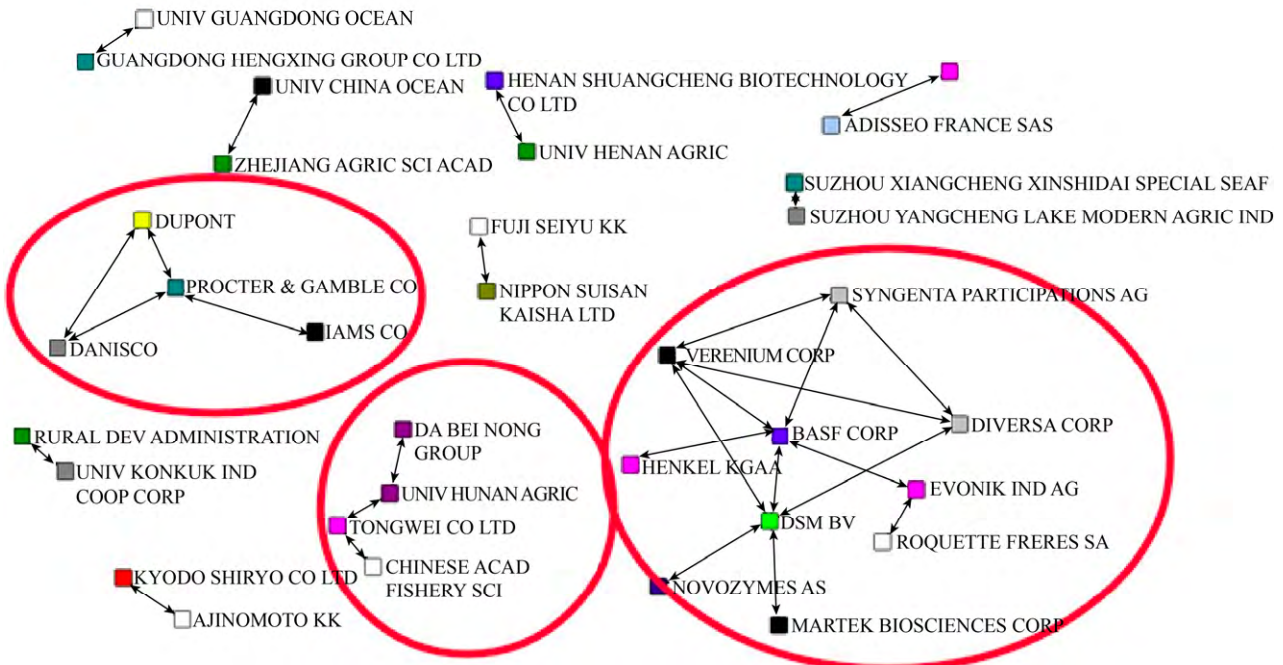 UNIV GUANGDONG OCEAN
GUANGDONG HENGXING GROUP CO LTD
UNIV CHINA OCEAN
HENAN SHUANGCHENG BIOTECHNOLOGY
CO LTD
ADISSEO FRANCE SAS
ZHEJIANG AGRIC SCI ACAD
UNIV HENAN AGRIC
SUZHOU XIANGCHENG XINSHIDAI SPECIAL SEAF
SUZHOU YANGCHENG LAKE MODERN AGRIC IND
DUPONT
PROCTER & GAMBLE CO
IAMS CO
DANISCO
FUJI SEIYU KK
NIPPON SUISAN
KAISHA LTD
SYNGENTA PARTICIPATIONS AG
VERENIUM CORP
BASF CORP
DIVERSA CORP
HENKEL KGAA
EVONIK IND AG
DSM BV
ROQUETTE FRERES SA
NOVOZYMES AS
MARTEK BIOSCIENCES CORP
RURAL DEV ADMINISTRATION
UNIV KONKUK IND
COOP CORP
DA BEI NONG
GROUP
UNIV HUNAN AGRIC
TONGWEI CO LTD
CHINESE ACAD
FISHERY SCI
KYODO SHIRYO CO LTD
AJINOMOTO KK